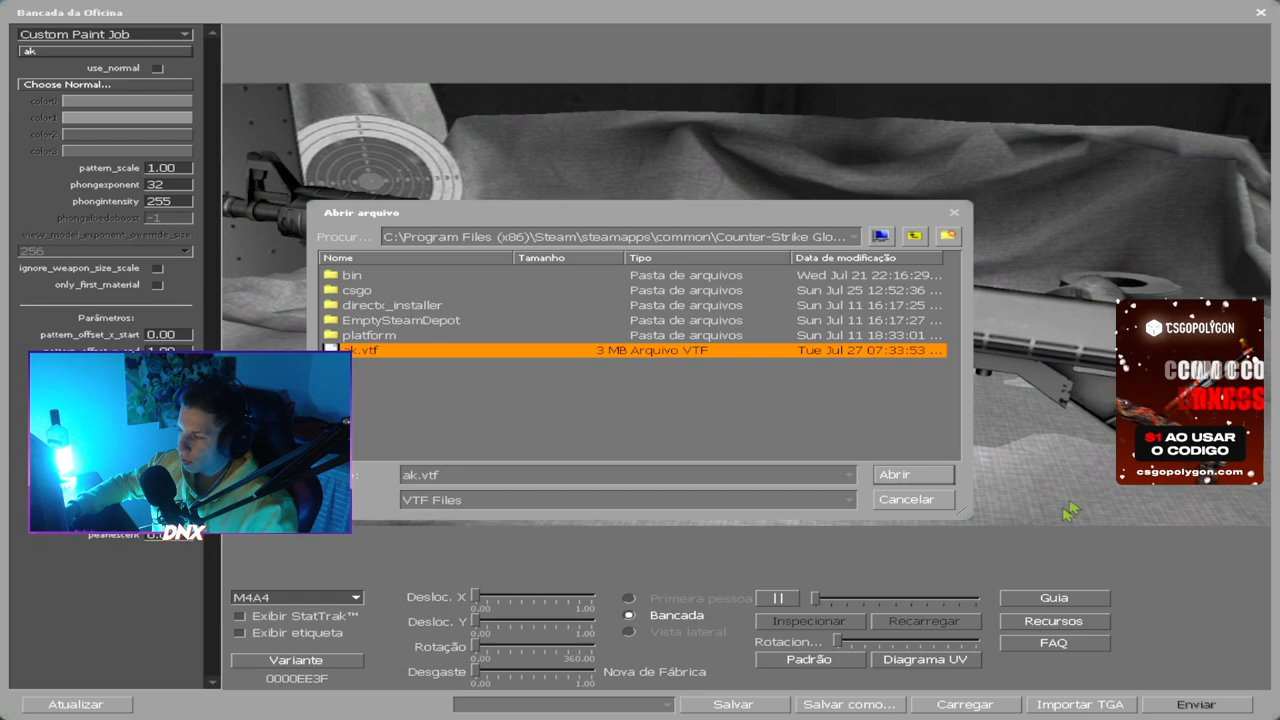 Bancada da Oficina
Custom Paint Job
ak
use_normal
Choose Normal...
color0
color1
color2
color3
pattern_scale 1.00
phongexponent 32
phongintensity 255
phongalbedoboost -1
view_model_exponent_override_size
256
ignore_weapon_size_scale
only_first_material
Parâmetros:
pattern_offset_x_start 0.00
Abrir arquivo
Procur... C:\Program Files (x86)\Steam\steamapps\common\Counter-Strike Glo...
Nome Tamanho Tipo Data de modificação
bin Pasta de arquivos Wed Jul 21 22:16:29...
csgo Pasta de arquivos Sun Jul 25 12:52:36 ...
directx_installer Pasta de arquivos Sun Jul 11 16:17:25 ...
EmptySteamDepot Pasta de arquivos Sun Jul 11 16:17:27 ...
platform Pasta de arquivos Sun Jul 11 18:33:01 ...
ak.vtf 3 MB Arquivo VTF Tue Jul 27 07:33:53 ...
ak.vtf Abrir
VTF Files Cancelar
CSGOPOLYGON
$1 AO USAR
O CODIGO
csgopolygon.com
DNX
M4A4
Exibir StatTrak™
Exibir etiqueta
Variante
0000EE3F
Desloc. X
0.00 1.00
Desloc. Y
0.00 1.00
Rotação
0.00 360.00
Desgaste Nova de Fábrica
0.00 1.00
Primeira pessoa
Bancada
Vista lateral
Inspecionar Recarregar
Rotacion...
Padrão Diagrama UV
Guia
Recursos
FAQ
Atualizar Salvar Salvar como... Carregar Importar TGA Enviar